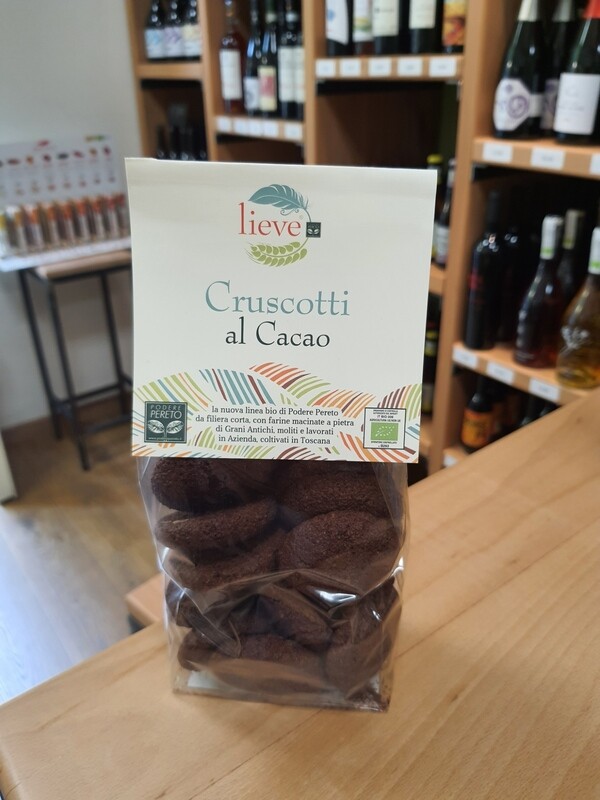 lieve
Cruscotti
al Cacao
PODERE
PERETO
la nuova linea bio di Podere Pereto
da filiera corta, con farine macinate a pietra
di Grani Antichi, moliti e lavorati
in Azienda, coltivati in Toscana